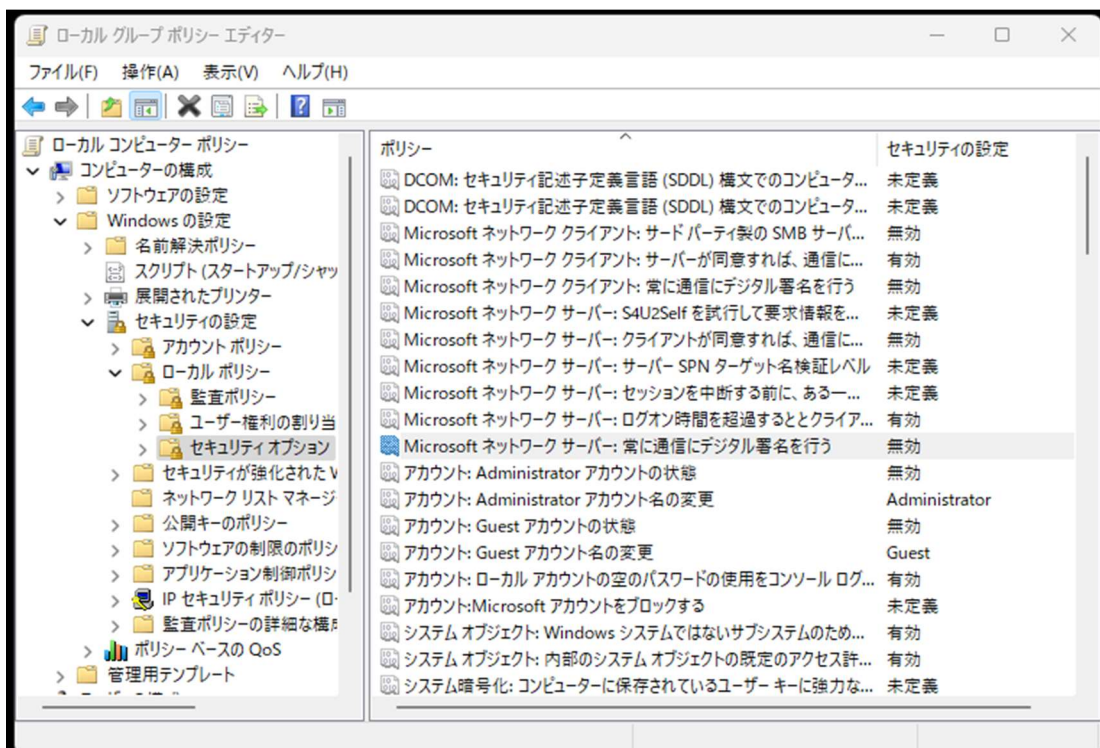 ローカル グループ ポリシー エディター
ファイル(F) 操作(A) 表示(V) ヘルプ(H)
ローカル コンピューター ポリシー
コンピューターの構成
ソフトウェアの設定
Windows の設定
名前解決ポリシー
スクリプト (スタートアップ/シャッ
展開されたプリンター
セキュリティの設定
アカウント ポリシー
ローカル ポリシー
監査ポリシー
ユーザー権利の割り当
セキュリティ オプション
セキュリティが強化された W
ネットワーク リスト マネージ
公開キーのポリシー
ソフトウェアの制限のポリシ
アプリケーション制御ポリシ
IP セキュリティ ポリシー (ロ
監査ポリシーの詳細な構
ポリシー ベースの QoS
管理用テンプレート
ポリシー セキュリティの設定
DCOM: セキュリティ記述子定義言語 (SDDL) 構文でのコンピュータ... 未定義
DCOM: セキュリティ記述子定義言語 (SDDL) 構文でのコンピュータ... 未定義
Microsoft ネットワーク クライアント: サード パーティ製の SMB サーバ... 無効
Microsoft ネットワーク クライアント: サーバーが同意すれば、通信に... 有効
Microsoft ネットワーク クライアント: 常に通信にデジタル署名を行う 無効
Microsoft ネットワーク サーバー: S4U2Self を試行して要求情報を... 未定義
Microsoft ネットワーク サーバー: クライアントが同意すれば、通信に... 無効
Microsoft ネットワーク サーバー: サーバー SPN ターゲット名検証レベル 未定義
Microsoft ネットワーク サーバー: セッションを中断する前に、ある一... 未定義
Microsoft ネットワーク サーバー: ログオン時間を超過するととクライア... 有効
Microsoft ネットワーク サーバー: 常に通信にデジタル署名を行う 無効
アカウント: Administrator アカウントの状態 無効
アカウント: Administrator アカウント名の変更 Administrator
アカウント: Guest アカウントの状態 無効
アカウント: Guest アカウント名の変更 Guest
アカウント: ローカル アカウントの空のパスワードの使用をコンソール ログ... 有効
アカウント:Microsoft アカウントをブロックする 未定義
システム オブジェクト: Windows システムではないサブシステムのため... 有効
システム オブジェクト: 内部のシステム オブジェクトの既定のアクセス許... 有効
システム暗号化: コンピューターに保存されているユーザー キーに強力な... 未定義